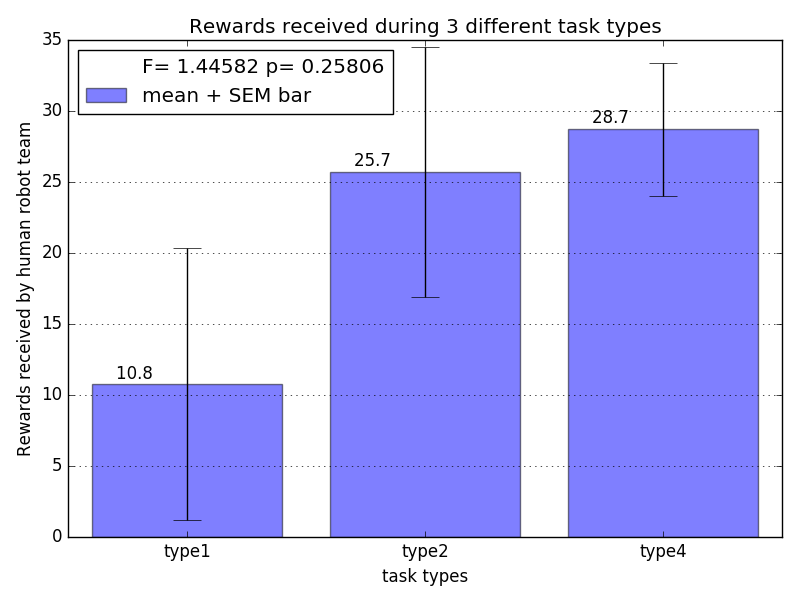 Rewards received during 3 different task types
F= 1.44582 p= 0.25806
mean + SEM bar
Rewards received by human robot team
35
30
25
20
15
10
5
0
10.8
25.7
28.7
type1
type2
type4
task types